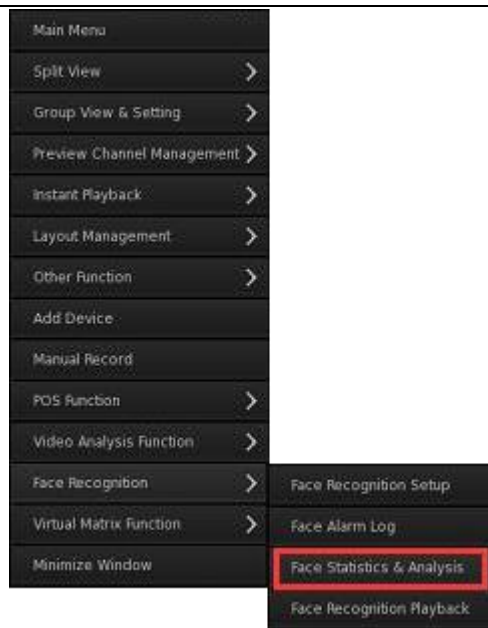 Main Menu
Split View
Group View & Setting
Preview Channel Management
Instant Playback
Layout Management
Other Function
Add Device
Manual Record
POS Function
Video Analysis Function
Face Recognition
Virtual Matrix Function
Minimize Window
Face Recognition Setup
Face Alarm Log
Face Statistics & Analysis
Face Recognition Playback